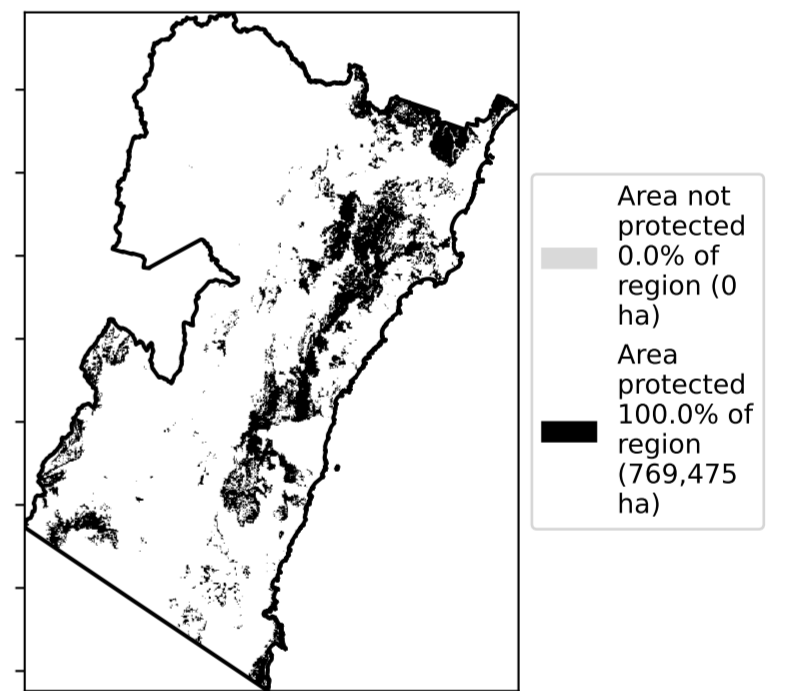 Area not
protected
0.0% of
region (0
ha)
Area
protected
100.0% of
region
(769,475
ha)